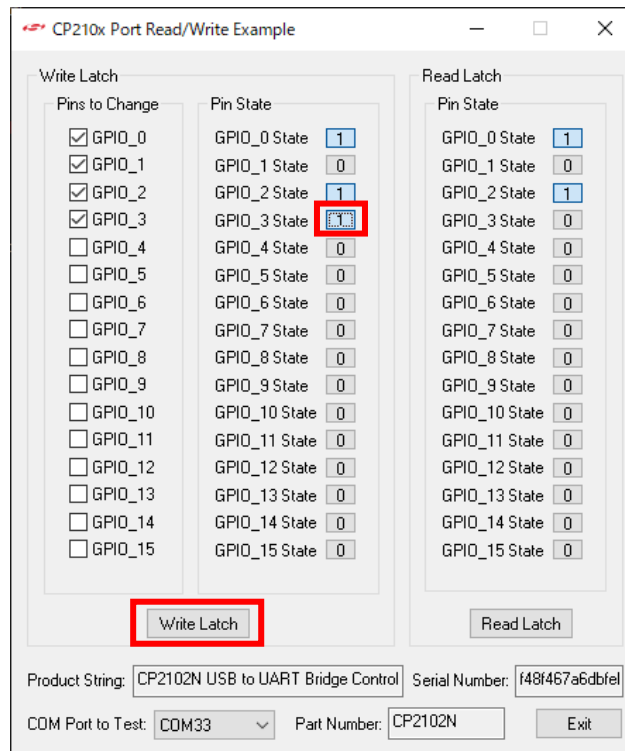 CP210x Port Read/Write Example
Write Latch
Read Latch
Pins to Change
Pin State
Pin State
GPIO_0
GPIO_0 State 1
GPIO_0 State 1
GPIO_1
GPIO_1 State 0
GPIO_1 State 0
GPIO_2
GPIO_2 State 1
GPIO_2 State 1
GPIO_3
GPIO_3 State 1
GPIO_3 State 0
GPIO_4
GPIO_4 State 0
GPIO_4 State 0
GPIO_5
GPIO_5 State 0
GPIO_5 State 0
GPIO_6
GPIO_6 State 0
GPIO_6 State 0
GPIO_7
GPIO_7 State 0
GPIO_7 State 0
GPIO_8
GPIO_8 State 0
GPIO_8 State 0
GPIO_9
GPIO_9 State 0
GPIO_9 State 0
GPIO_10
GPIO_10 State 0
GPIO_10 State 0
GPIO_11
GPIO_11 State 0
GPIO_11 State 0
GPIO_12
GPIO_12 State 0
GPIO_12 State 0
GPIO_13
GPIO_13 State 0
GPIO_13 State 0
GPIO_14
GPIO_14 State 0
GPIO_14 State 0
GPIO_15
GPIO_15 State 0
GPIO_15 State 0
Write Latch
Read Latch
Product String: CP2102N USB to UART Bridge Control
Serial Number: f48f467a6dbfel
COM Port to Test: COM33
Part Number: CP2102N
Exit